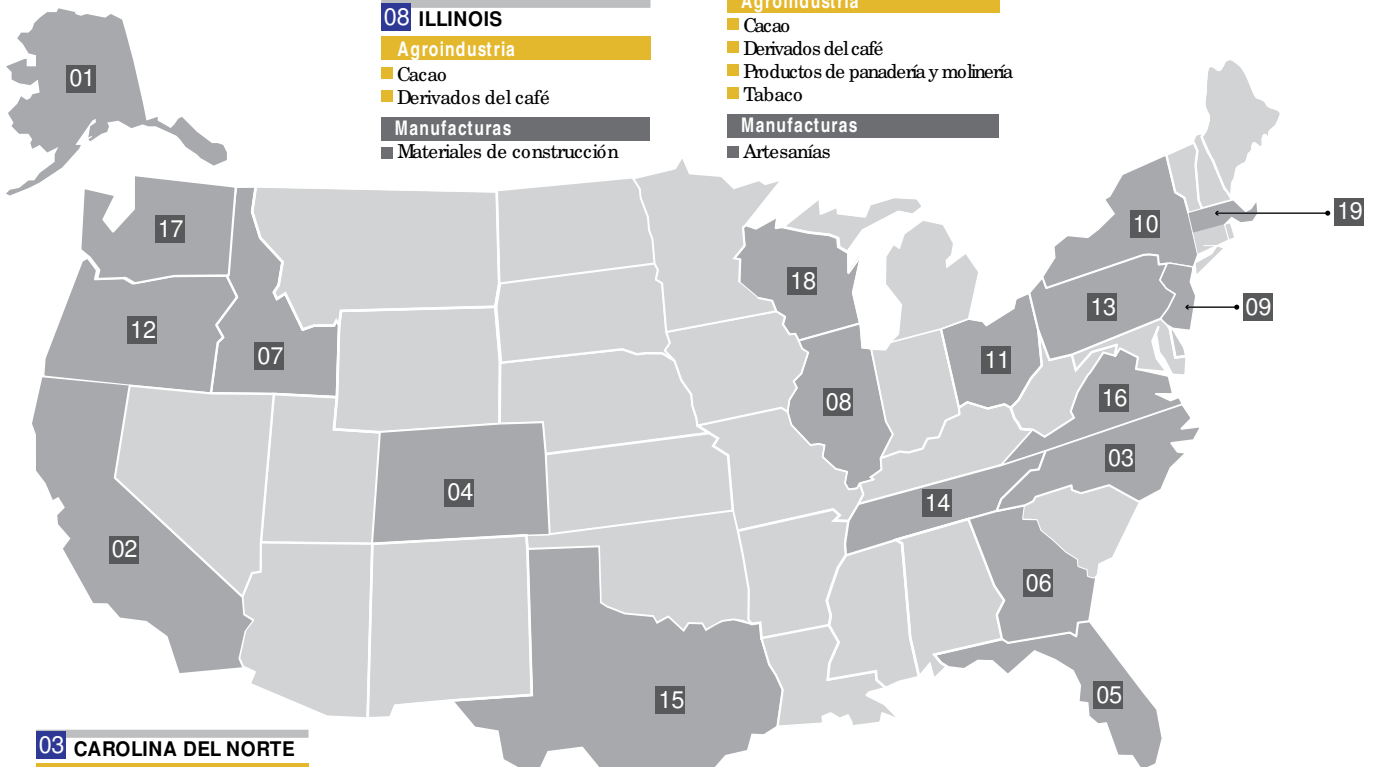 08 ILLINOIS
Agroindustria
Cacao
Derivados del café
Manufacturas
Materiales de construcción
Agroindustria
Cacao
Derivados del café
Productos de panadería y molinería
Tabaco
Manufacturas
Artesanías
01
17
10
19
18
12
13
09
07
11
08
16
03
04
14
02
06
15
05
03 CAROLINA DEL NORTE